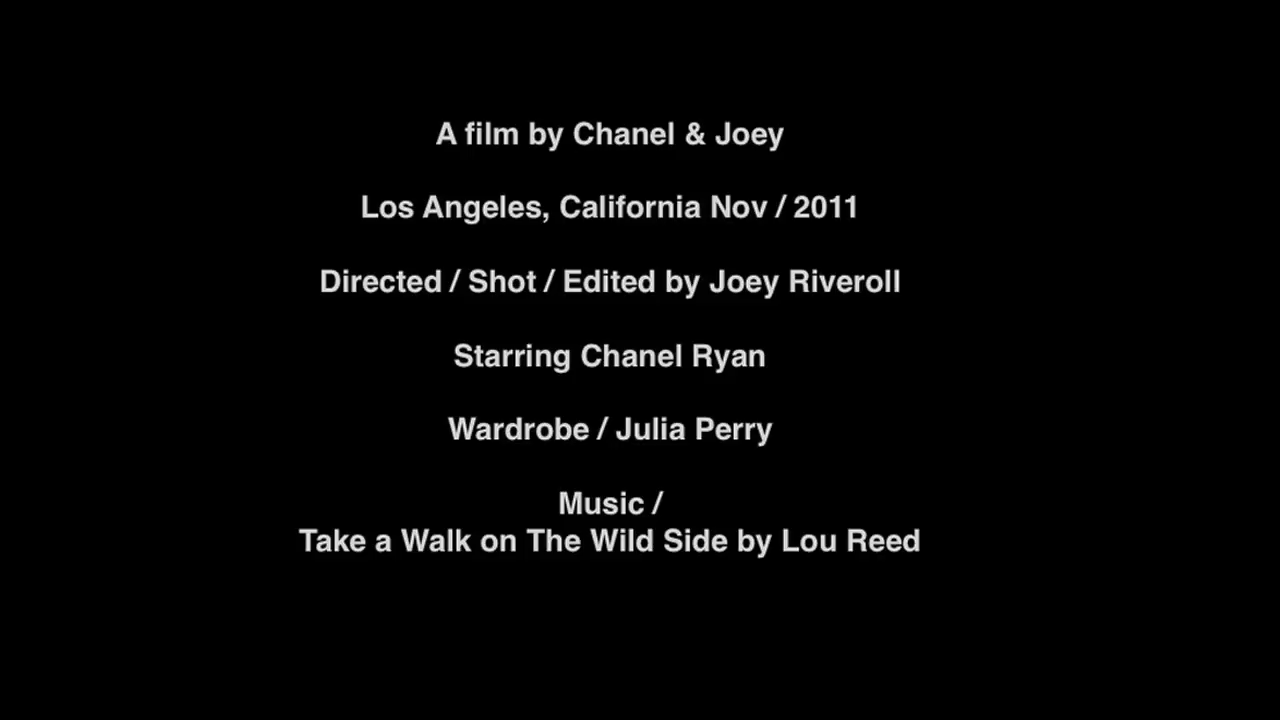 A film by Chanel & Joey
Los Angeles, California Nov / 2011
Directed / Shot / Edited by Joey Riveroll
Starring Chanel Ryan
Wardrobe / Julia Perry
Music /
Take a Walk on The Wild Side by Lou Reed